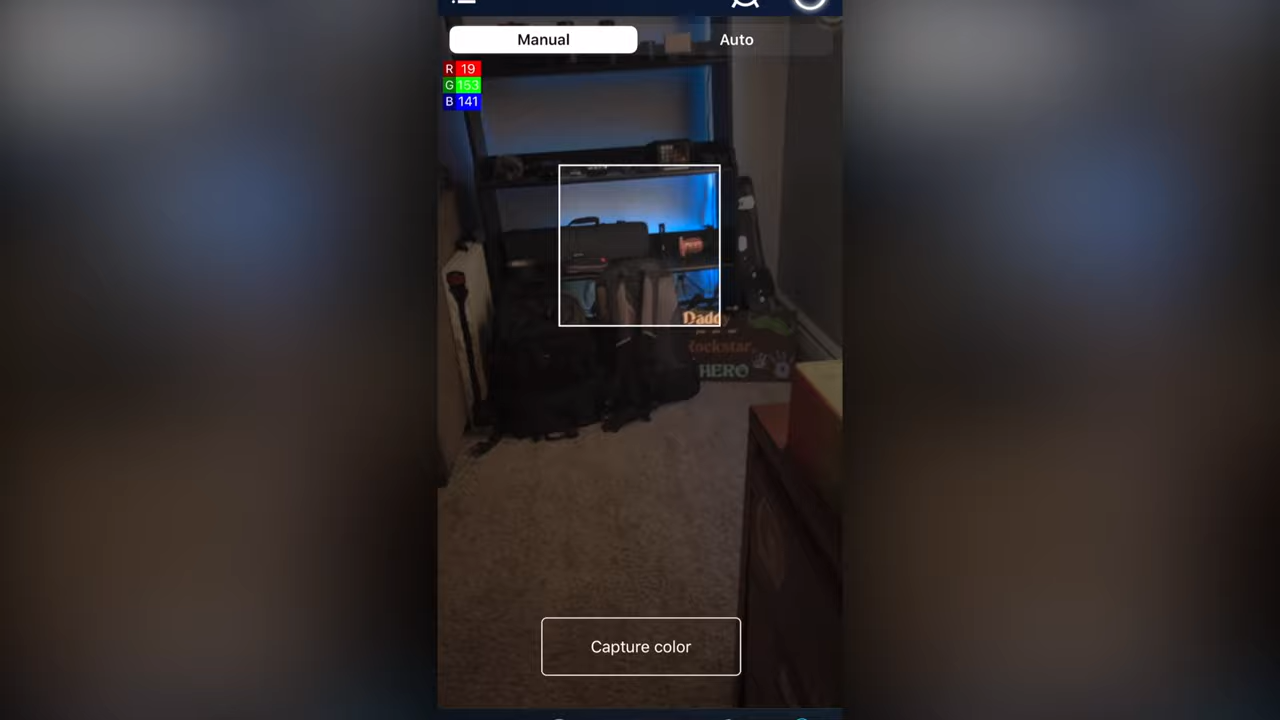 Manual
Auto
R 19
G 153
B 141
Daddy
Rockstar
HERO
Capture color